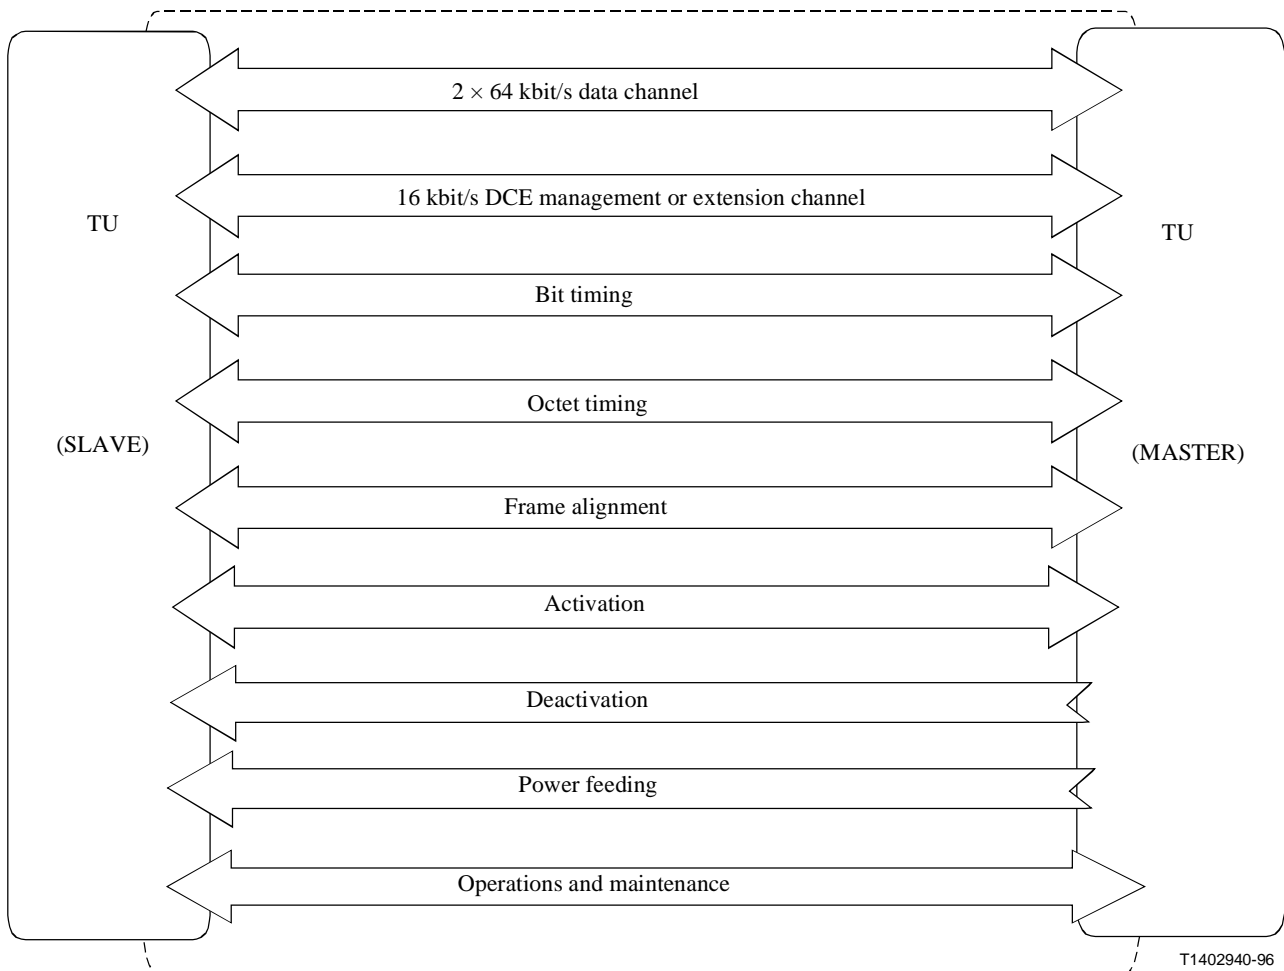 2 × 64 kbit/s data channel
16 kbit/s DCE management or extension channel
TU
TU
Bit timing
Octet timing
(SLAVE)
(MASTER)
Frame alignment
Activation
Deactivation
Power feeding
Operations and maintenance
T1402940-96